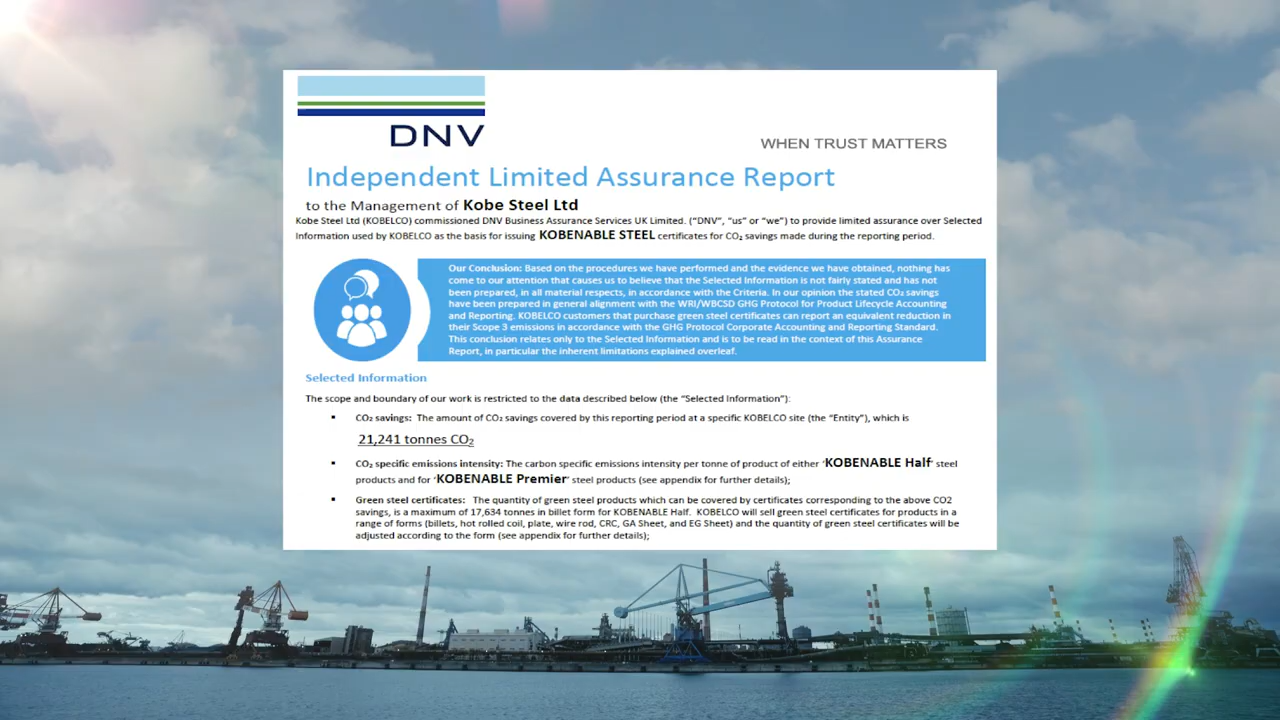 DNV
WHEN TRUST MATTERS
Independent Limited Assurance Report
to the Management of Kobe Steel Ltd
Kobe Steel Ltd (KOBELCO) commissioned DNV Business Assurance Services UK Limited. (“DNV”, “us” or “we”) to provide limited assurance over Selected
Information used by KOBELCO as the basis for issuing KOBENABLE STEEL certificates for CO₂ savings made during the reporting period.
Our Conclusion: Based on the procedures we have performed and the evidence we have obtained, nothing has
come to our attention that causes us to believe that the Selected Information is not fairly stated and has not
been prepared, in all material respects, in accordance with the Criteria. In our opinion the stated CO₂ savings
have been prepared in general alignment with the WRI/WBCSD GHG Protocol for Product Lifecycle Accounting
and Reporting. KOBELCO customers that purchase green steel certificates can report an equivalent reduction in
their Scope 3 emissions in accordance with the GHG Protocol Corporate Accounting and Reporting Standard.
This conclusion relates only to the Selected Information and is to be read in the context of this Assurance
Report, in particular the inherent limitations explained overleaf.
Selected Information
The scope and boundary of our work is restricted to the data described below (the “Selected Information”):
▪ CO₂ savings: The amount of CO₂ savings covered by this reporting period at a specific KOBELCO site (the “Entity”), which is
21,241 tonnes CO₂
▪ CO₂ specific emissions intensity: The carbon specific emissions intensity per tonne of product of either ‘KOBENABLE Half’ steel
products and for ‘KOBENABLE Premier’ steel products (see appendix for further details);
▪ Green steel certificates: The quantity of green steel products which can be covered by certificates corresponding to the above CO2
savings, is a maximum of 17,634 tonnes in billet form for KOBENABLE Half. KOBELCO will sell green steel certificates for products in a
range of forms (billets, hot rolled coil, plate, wire rod, CRC, GA Sheet, and EG Sheet) and the quantity of green steel certificates will be
adjusted according to the form (see appendix for further details);